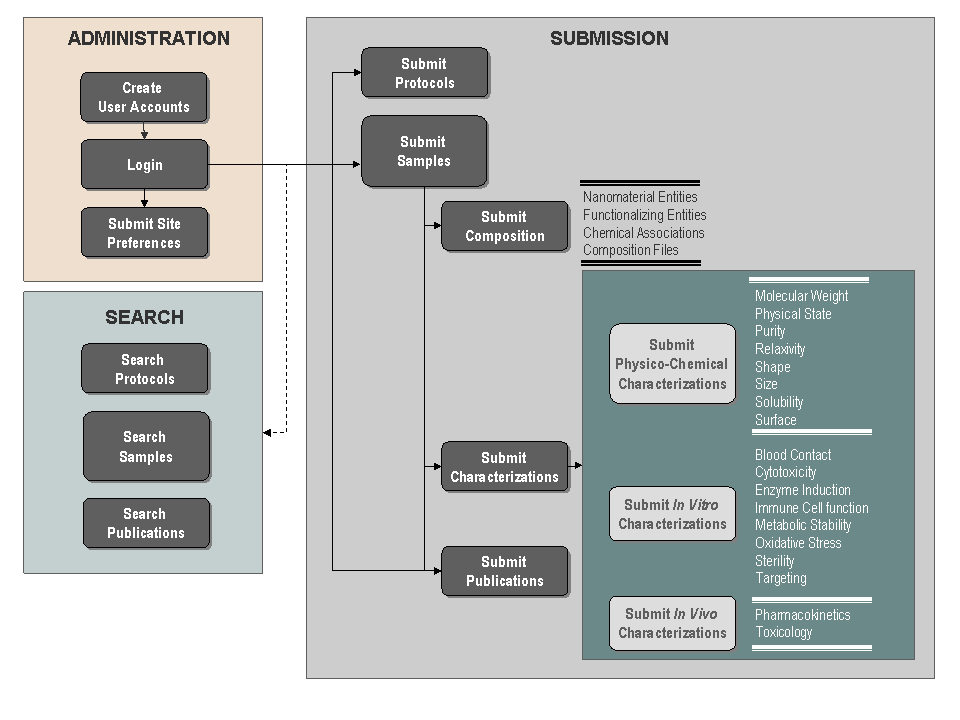 ADMINISTRATION
Create
User Accounts
Login
Submit Site
Preferences
SEARCH
Search
Protocols
Search
Samples
Search
Publications
SUBMISSION
Submit
Protocols
Submit
Samples
Submit
Composition
Nanomaterial Entities
Functionalizing Entities
Chemical Associations
Composition Files
Submit
Characterizations
Submit
Publications
Submit
Physico-Chemical
Characterizations
Molecular Weight
Physical State
Purity
Relaxivity
Shape
Size
Solubility
Surface
Submit In Vitro
Characterizations
Blood Contact
Cytotoxicity
Enzyme Induction
Immune Cell function
Metabolic Stability
Oxidative Stress
Sterility
Targeting
Submit In Vivo
Characterizations
Pharmacokinetics
Toxicology